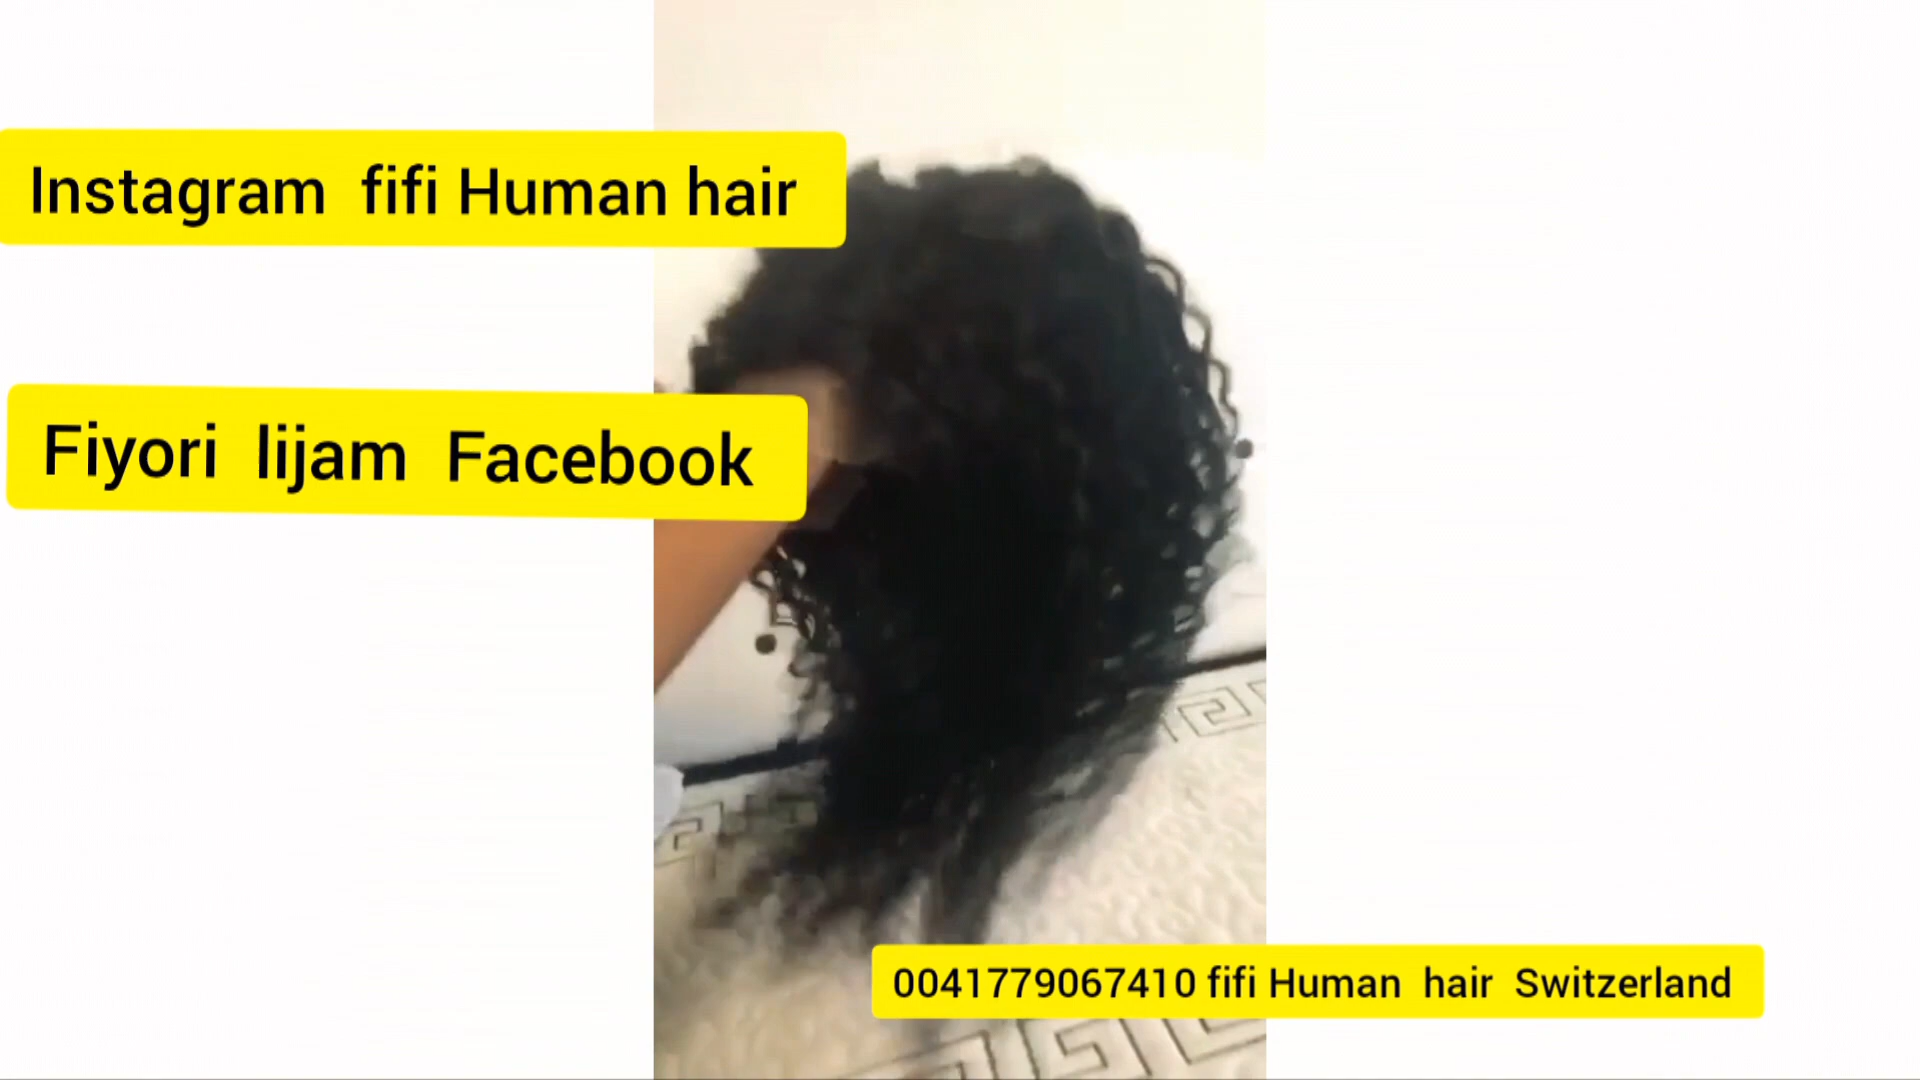 Instagram fifi Human hair
Fiyori lijam Facebook
0041779067410 fifi Human hair Switzerland